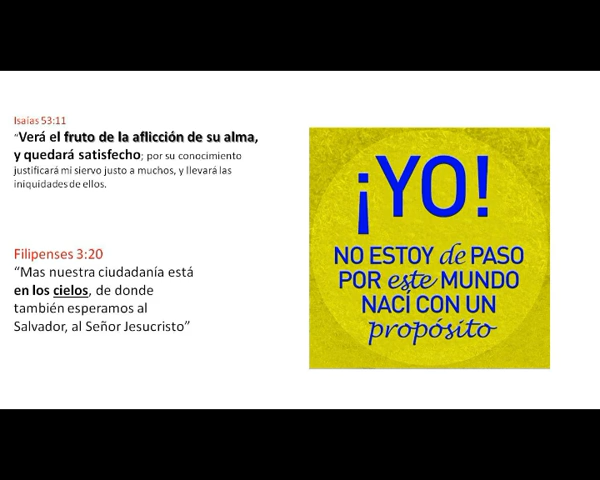 Isaías 53:11
"Verá el fruto de la aflicción de su alma,
y quedará satisfecho; por su conocimiento
justificará mi siervo justo a muchos, y llevará las
iniquidades de ellos.
Filipenses 3:20
“Mas nuestra ciudadanía está
en los cielos, de donde
también esperamos al
Salvador, al Señor Jesucristo”
¡YO!
NO ESTOY de PASO
POR este MUNDO
NACÍ CON UN
propósito